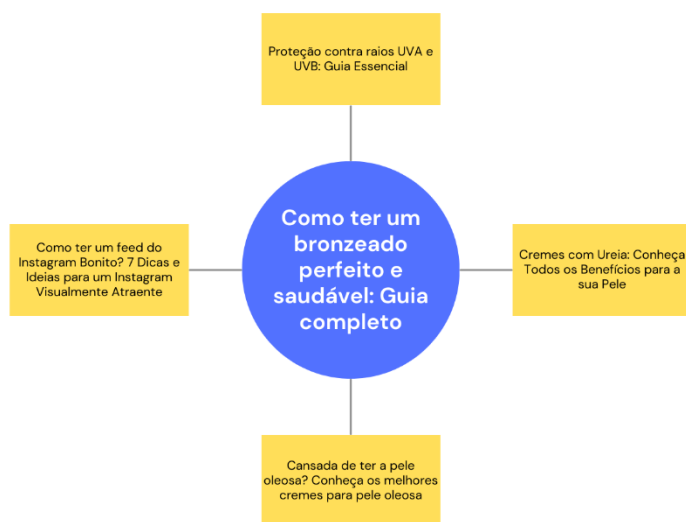 Proteção contra raios UVA e
UVB: Guia Essencial
Como ter um feed do
Instagram Bonito? 7 Dicas e
Ideias para um Instagram
Visualmente Atraente
Como ter um
bronzeado
perfeito e
saudável: Guia
completo
Cremes com Ureia: Conheça
Todos os Benefícios para a
sua Pele
Cansada de ter a pele
oleosa? Conheça os melhores
cremes para pele oleosa